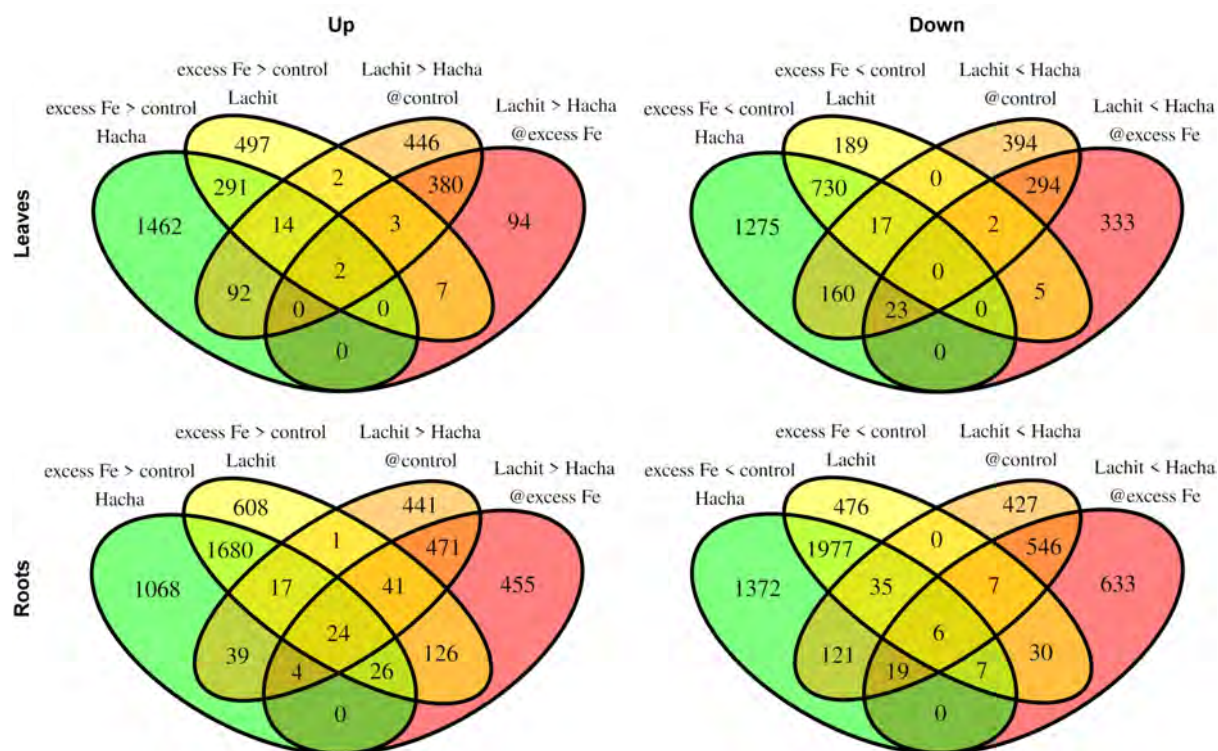 Up
Down
excess Fe > control
Lachit
Lachit > Hacha
@control
excess Fe > control
Hacha
Lachit > Hacha
@excess Fe
497
446
291
2
380
1462
14
3
94
92
2
7
0
0
0
excess Fe < control
Lachit
Lachit < Hacha
@control
excess Fe < control
Hacha
Lachit < Hacha
@excess Fe
189
394
730
0
294
1275
17
2
333
160
0
5
23
0
0
Leaves
excess Fe > control
Lachit
Lachit > Hacha
@control
excess Fe > control
Hacha
Lachit > Hacha
@excess Fe
608
441
1680
1
471
1068
17
41
455
39
24
126
4
26
0
excess Fe < control
Lachit
Lachit < Hacha
@control
excess Fe < control
Hacha
Lachit < Hacha
@excess Fe
476
427
1977
0
546
1372
35
7
633
121
6
30
19
7
0
Roots